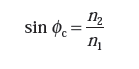 sin ϕc = n2/n1